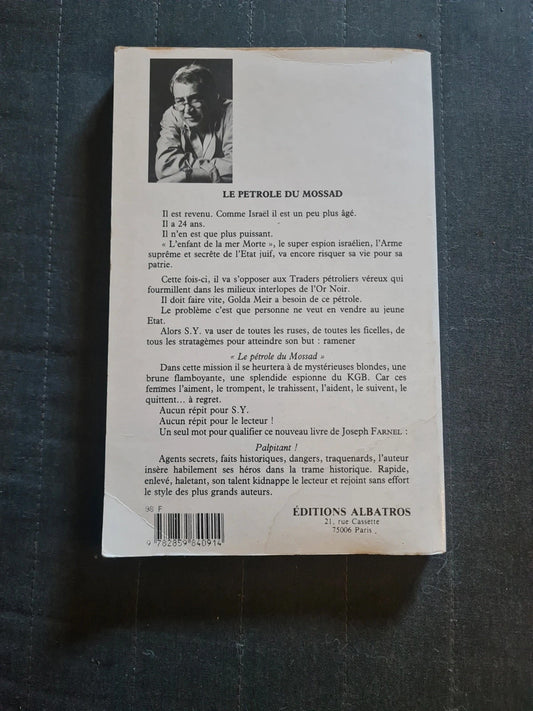 LE PETROLE DU MOSSAD
Il est revenu. Comme Israël il est un peu plus âgé.
Il a 24 ans.
Il n'en est que plus puissant.
« L'enfant de la mer Morte », le super espion israélien, l'Arme
suprême et secrète de l'Etat juif, va encore risquer sa vie pour sa
patrie.
Cette fois-ci, il va s'opposer aux Traders pétroliers véreux qui
fourmillent dans les milieux interlopes de l'Or Noir.
Il doit faire vite, Golda Meir a besoin de ce pétrole.
Le problème c'est que personne ne veut en vendre au jeune
Etat.
Alors S.Y. va user de toutes les ruses, de toutes les ficelles, de
tous les stratagèmes pour atteindre son but : ramener
« Le pétrole du Mossad »
Dans cette mission il se heurtera à de mystérieuses blondes, une
brune flamboyante, une splendide espionne du KGB. Car ces
femmes l'aiment, le trompent, le trahissent, l'aident, le suivent, le
quittent... à regret.
Aucun répit pour S.Y.
Aucun répit pour le lecteur !
Un seul mot pour qualifier ce nouveau livre de Joseph FARNEL :
Palpitant !
Agents secrets, faits historiques, dangers, traquenards, l'auteur
insère habilement ses héros dans la trame historique. Rapide,
enlevé, haletant, son talent kidnappe le lecteur et rejoint sans effort
le style des plus grands auteurs.
98 F
9 782859 840914
ÉDITIONS ALBATROS
21, rue Cassette
75006 Paris